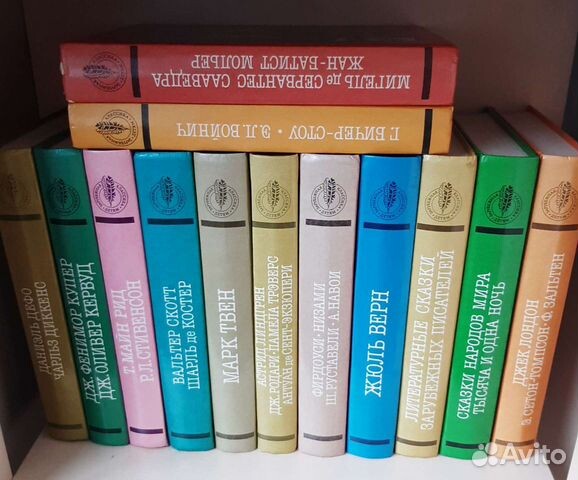 МИГЕЛЬ де СЕРВАНТЕС СААВЕДРА
ЖАН-БАТИСТ МОЛЬЕР
Г. БИЧЕР-СТОУ • Э.Л. ВОЙНИЧ
ДАНИЭЛЬ ДЕФО
ЧАРЛЬЗ ДИККЕНС
ДЖ. ФЕНИМОР КУПЕР
ДЖ. ОЛИВЕР КЕРВУД
Т. МАЙН РИД
Р.Л. СТИВЕНСОН
ВАЛЬТЕР СКОТТ
ШАРЛЬ де КОСТЕР
МАРК ТВЕН
АСТРИД ЛИНДГРЕН
ДЖ. РОДАРИ • ПАМЕЛА ТРЭВЕРС
АНТУАН де СЕНТ-ЭКЗЮПЕРИ
ФИРДОУСИ • НИЗАМИ
Ш. РУСТАВЕЛИ • А. НАВОИ
ЖЮЛЬ ВЕРН
ЛИТЕРАТУРНЫЕ СКАЗКИ
ЗАРУБЕЖНЫХ ПИСАТЕЛЕЙ
СКАЗКИ НАРОДОВ МИРА
ТЫСЯЧА И ОДНА НОЧЬ
ДЖЕК ЛОНДОН
Э. СЕТОН-ТОМПСОН • Ф. ЗАЛЬТЕН
Avito